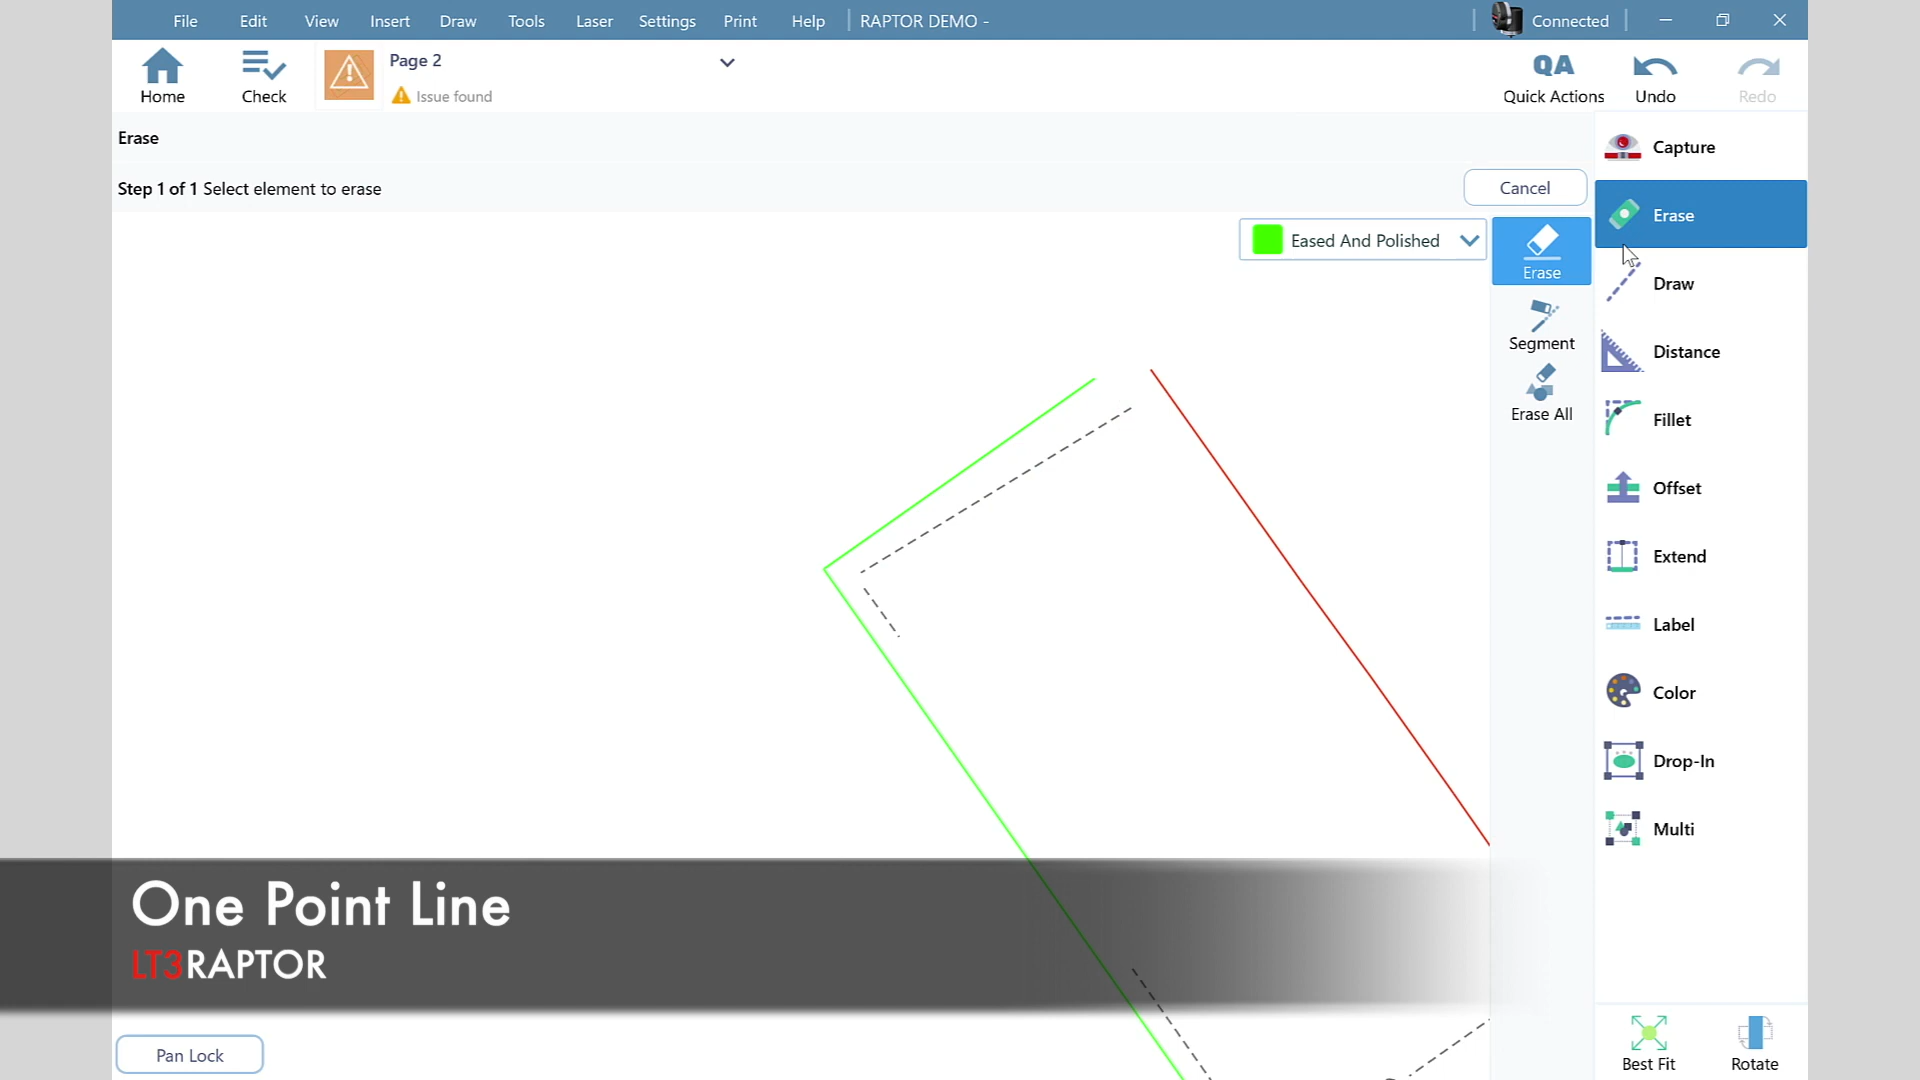 File Edit View Insert Draw Tools Laser Settings Print Help RAPTOR DEMO - Connected
Home Check Page 2 Issue found QA Quick Actions Undo Redo
Erase
Step 1 of 1 Select element to erase Cancel
Eased And Polished
Erase
Segment
Erase All
Capture
Erase
Draw
Distance
Fillet
Offset
Extend
Label
Color
Drop-In
Multi
One Point Line
LT3RAPTOR
Pan Lock
Best Fit Rotate